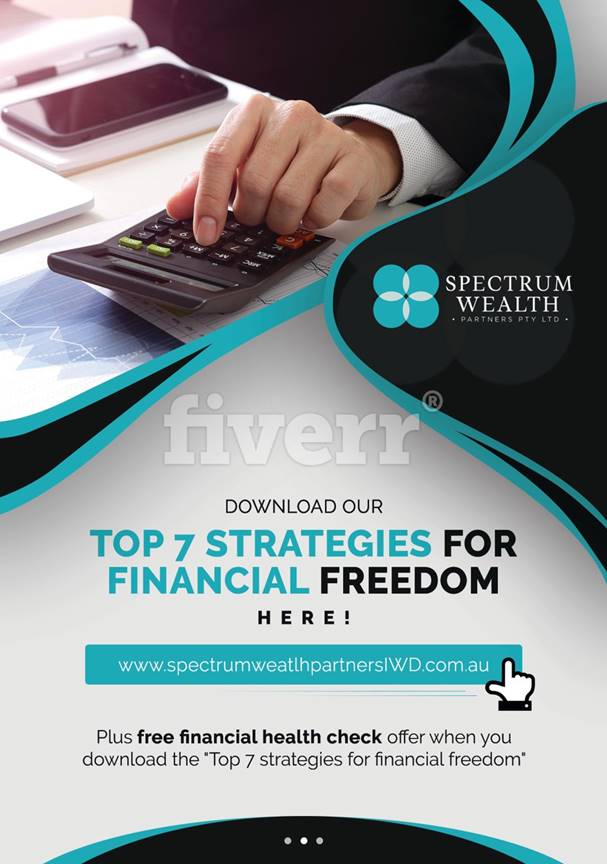 SPECTRUM
WEALTH
• PARTNERS PTY LTD •
fiverr®
DOWNLOAD OUR
TOP 7 STRATEGIES FOR
FINANCIAL FREEDOM
HERE!
www.spectrumweatlhpartnersIWD.com.au
Plus free financial health check offer when you
download the "Top 7 strategies for financial freedom"